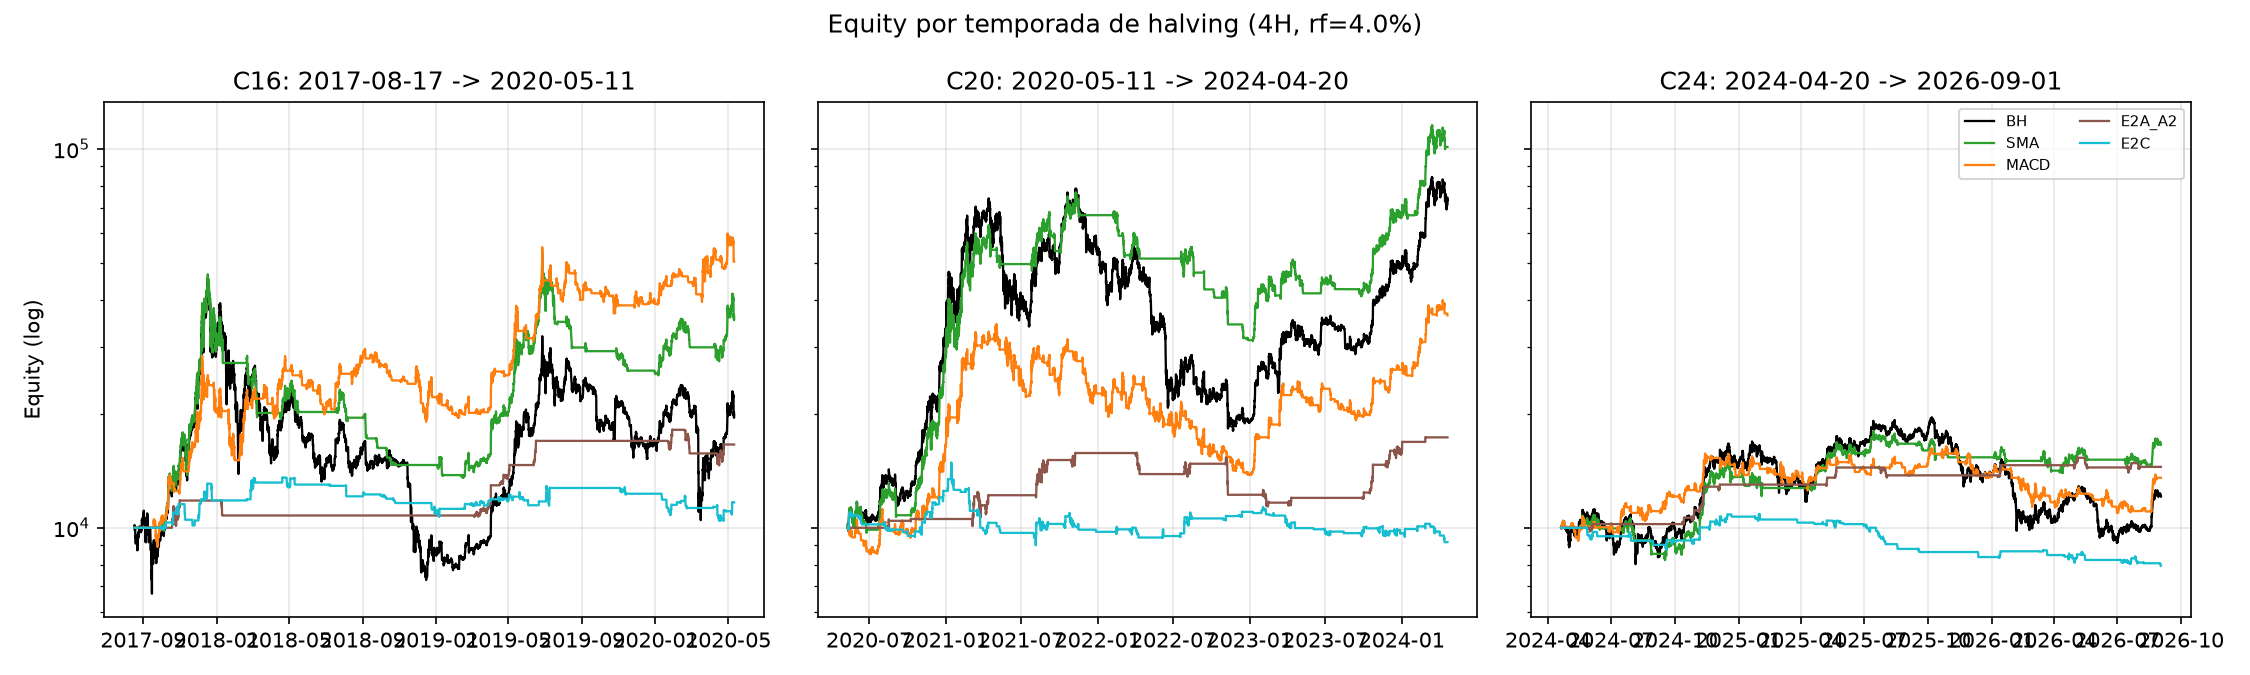 Equity por temporada de halving (4H, rf=4.0%)
C16: 2017-08-17 -> 2020-05-11
C20: 2020-05-11 -> 2024-04-20
C24: 2024-04-20 -> 2026-09-01
Equity (log)
10^5
10^4
BH
SMA
MACD
E2A_A2
E2C
2017-09 2018-01 2018-05 2018-09 2019-01 2019-05 2019-09 2020-01 2020-05
2020-07 2021-01 2021-07 2022-01 2022-07 2023-01 2023-07 2024-01
2024-04 2024-07 2024-10 2025-01 2025-04 2025-07 2025-10 2026-01 2026-04 2026-07 2026-10